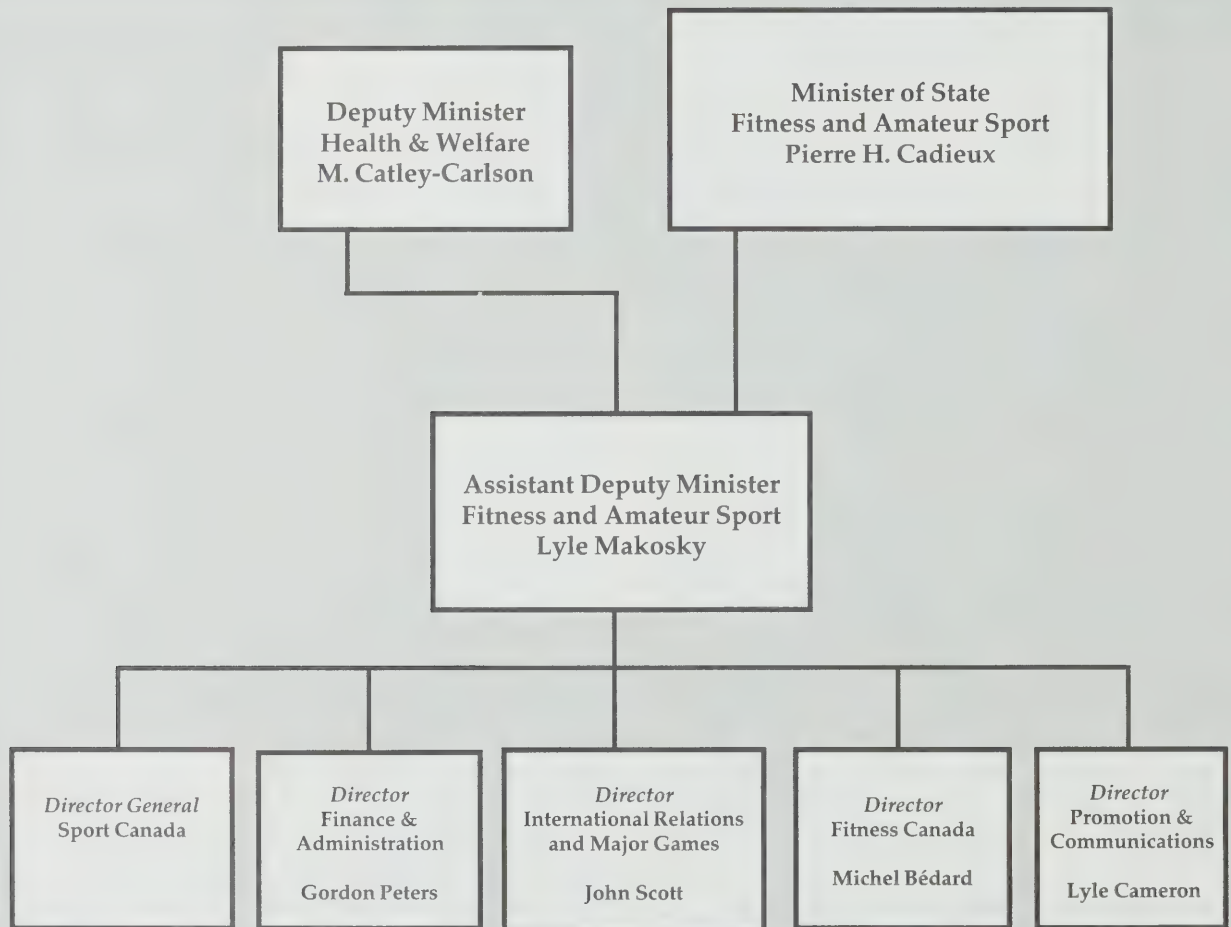 Deputy Minister
Health & Welfare
M. Catley-Carlson
Minister of State
Fitness and Amateur Sport
Pierre H. Cadieux
Assistant Deputy Minister
Fitness and Amateur Sport
Lyle Makosky
Director General
Sport Canada
Director
Finance &
Administration
Gordon Peters
Director
International Relations
and Major Games
John Scott
Director
Fitness Canada
Michel Bédard
Director
Promotion &
Communications
Lyle Cameron